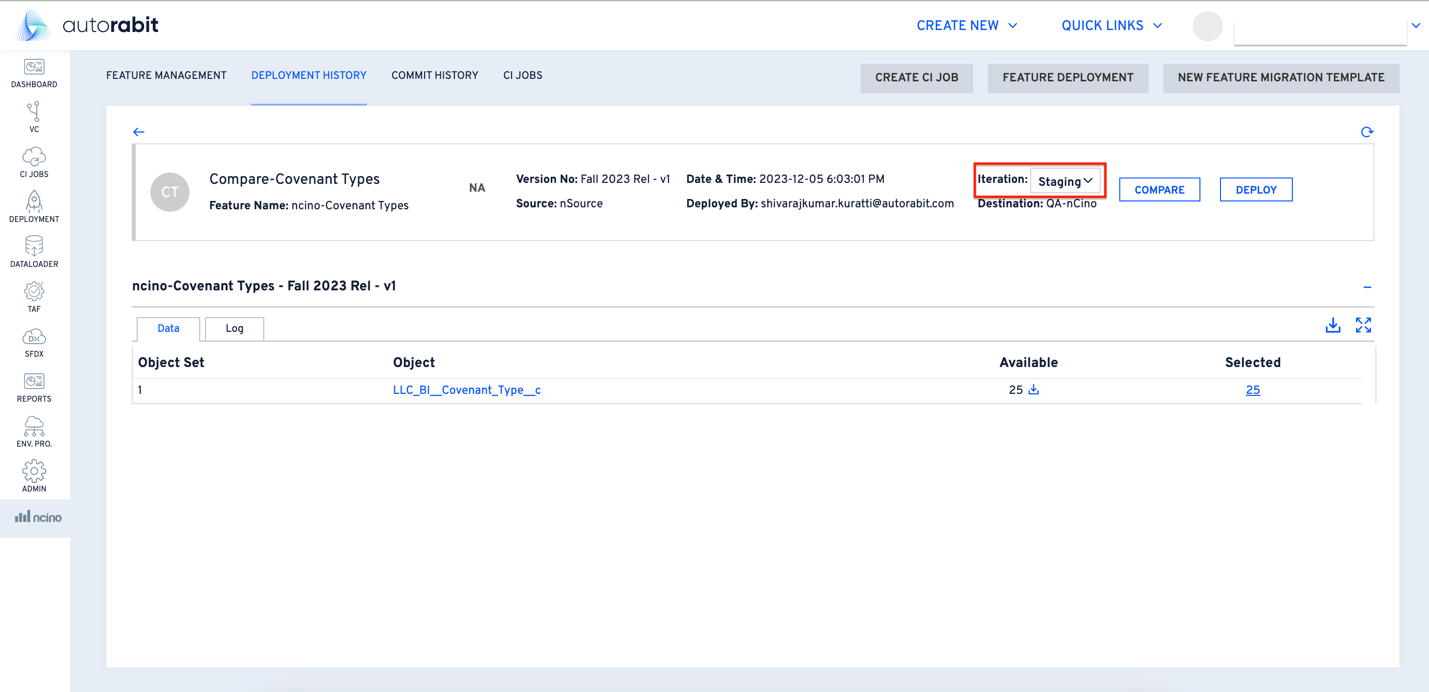 autorabit
CREATE NEW
QUICK LINKS
DASHBOARD
VC
CI JOBS
DEPLOYMENT
DATALOADER
TAF
SFDX
REPORTS
ENV. PRO.
ADMIN
ncino
FEATURE MANAGEMENT
DEPLOYMENT HISTORY
COMMIT HISTORY
CI JOBS
CREATE CI JOB
FEATURE DEPLOYMENT
NEW FEATURE MIGRATION TEMPLATE
CT
Compare-Covenant Types
Feature Name: ncino-Covenant Types
NA
Version No: Fall 2023 Rel - v1
Source: nSource
Date & Time: 2023-12-05 6:03:01 PM
Deployed By: shivarajkumar.kuratti@autorabit.com
Iteration: Staging
Destination: QA-nCino
COMPARE
DEPLOY
ncino-Covenant Types - Fall 2023 Rel - v1
Data
Log
Object Set Object Available Selected
1 LLC_BI__Covenant_Type__c 25 25